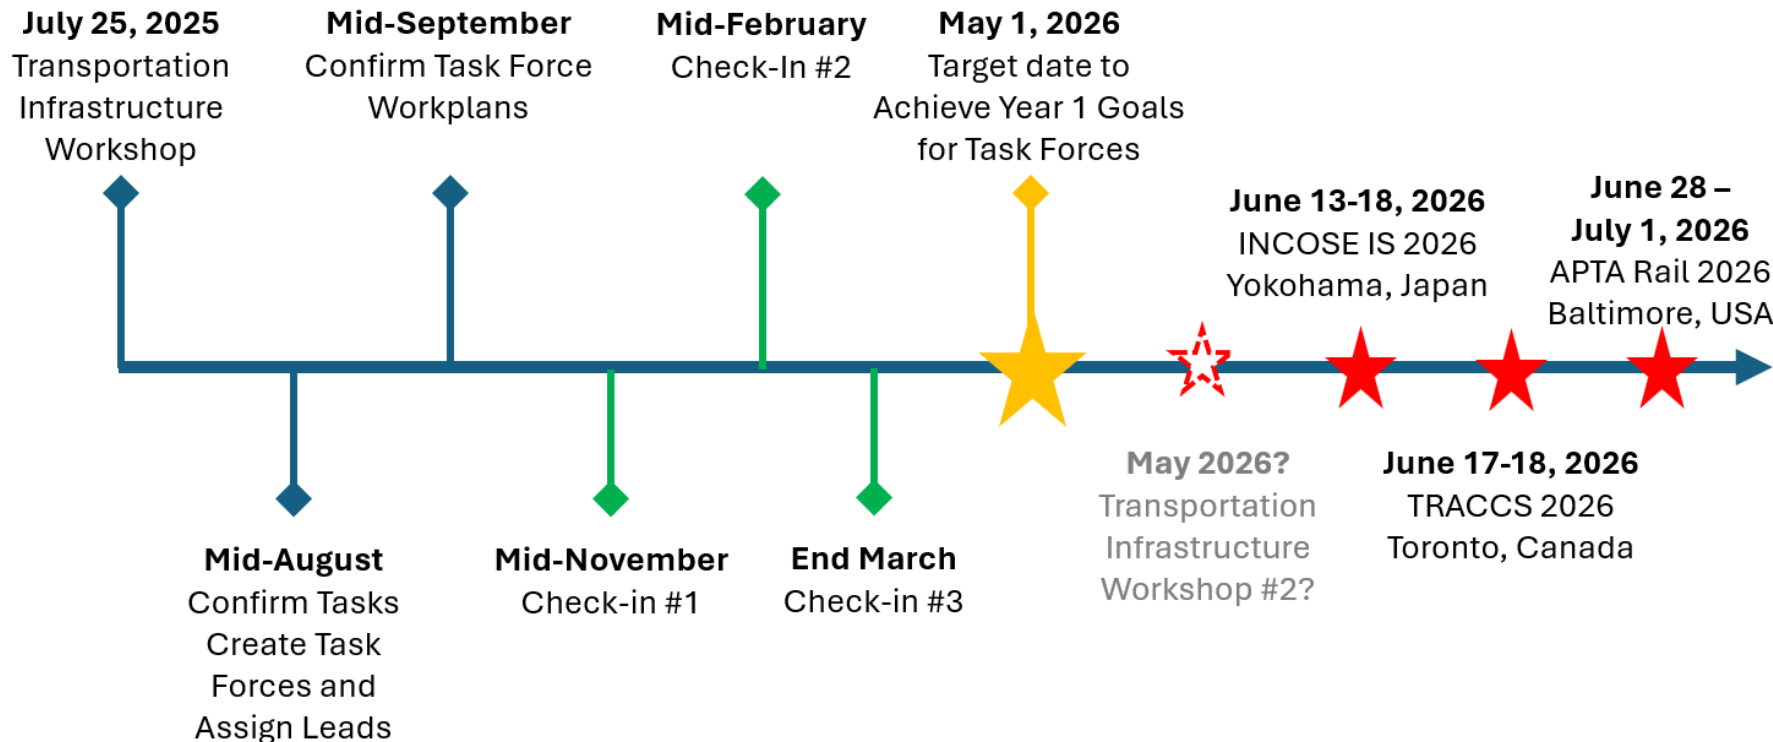 July 25, 2025
Transportation
Infrastructure
Workshop
Mid-September
Confirm Task Force
Workplans
Mid-February
Check-In #2
May 1, 2026
Target date to
Achieve Year 1 Goals
for Task Forces
June 13-18, 2026
INCOSE IS 2026
Yokohama, Japan
June 28 –
July 1, 2026
APTA Rail 2026
Baltimore, USA
Mid-August
Confirm Tasks
Create Task
Forces and
Assign Leads
Mid-November
Check-in #1
End March
Check-in #3
May 2026?
Transportation
Infrastructure
Workshop #2?
June 17-18, 2026
TRACCS 2026
Toronto, Canada